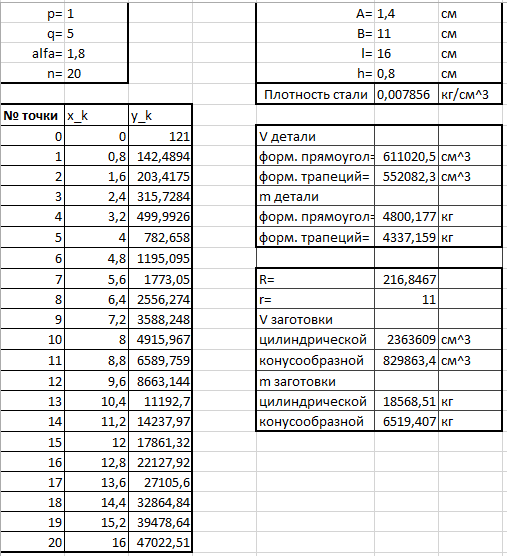 p= 1 A= 1,4 см
q= 5 B= 11 см
alfa= 1,8 l= 16 см
n= 20 h= 0,8 см
Плотность стали 0,007856 кг/см^3
№ точки x_k y_k
0 0 121 V детали
1 0,8 142,4894 форм. прямоугол= 611020,5 см^3
2 1,6 203,4175 форм. трапеций= 552082,3 см^3
3 2,4 315,7284 m детали
4 3,2 499,9926 форм. прямоугол= 4800,177 кг
5 4 782,658 форм. трапеций= 4337,159 кг
6 4,8 1195,095
7 5,6 1773,05 R= 216,8467
8 6,4 2556,274 r= 11
9 7,2 3588,248 V заготовки
10 8 4915,967 цилиндрической 2363609 см^3
11 8,8 6589,759 конусообразной 829863,4 см^3
12 9,6 8663,144 m заготовки
13 10,4 11192,7 цилиндрической 18568,51 кг
14 11,2 14237,97 конусообразной 6519,407 кг
15 12 17861,32
16 12,8 22127,92
17 13,6 27105,6
18 14,4 32864,84
19 15,2 39478,64
20 16 47022,51